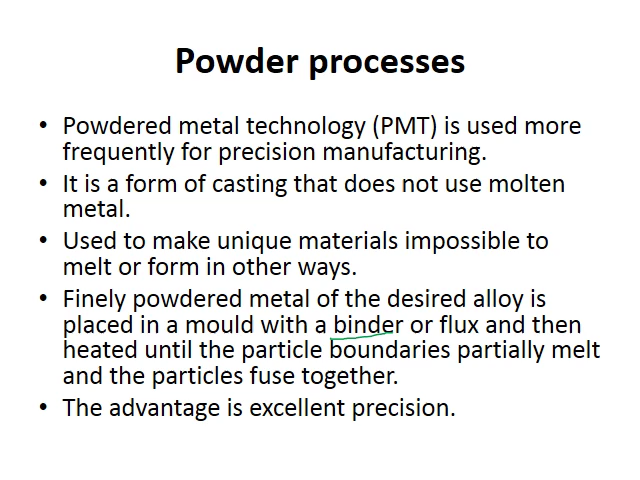 Powder processes
• Powdered metal technology (PMT) is used more
frequently for precision manufacturing.
• It is a form of casting that does not use molten
metal.
• Used to make unique materials impossible to
melt or form in other ways.
• Finely powdered metal of the desired alloy is
placed in a mould with a binder or flux and then
heated until the particle boundaries partially melt
and the particles fuse together.
• The advantage is excellent precision.